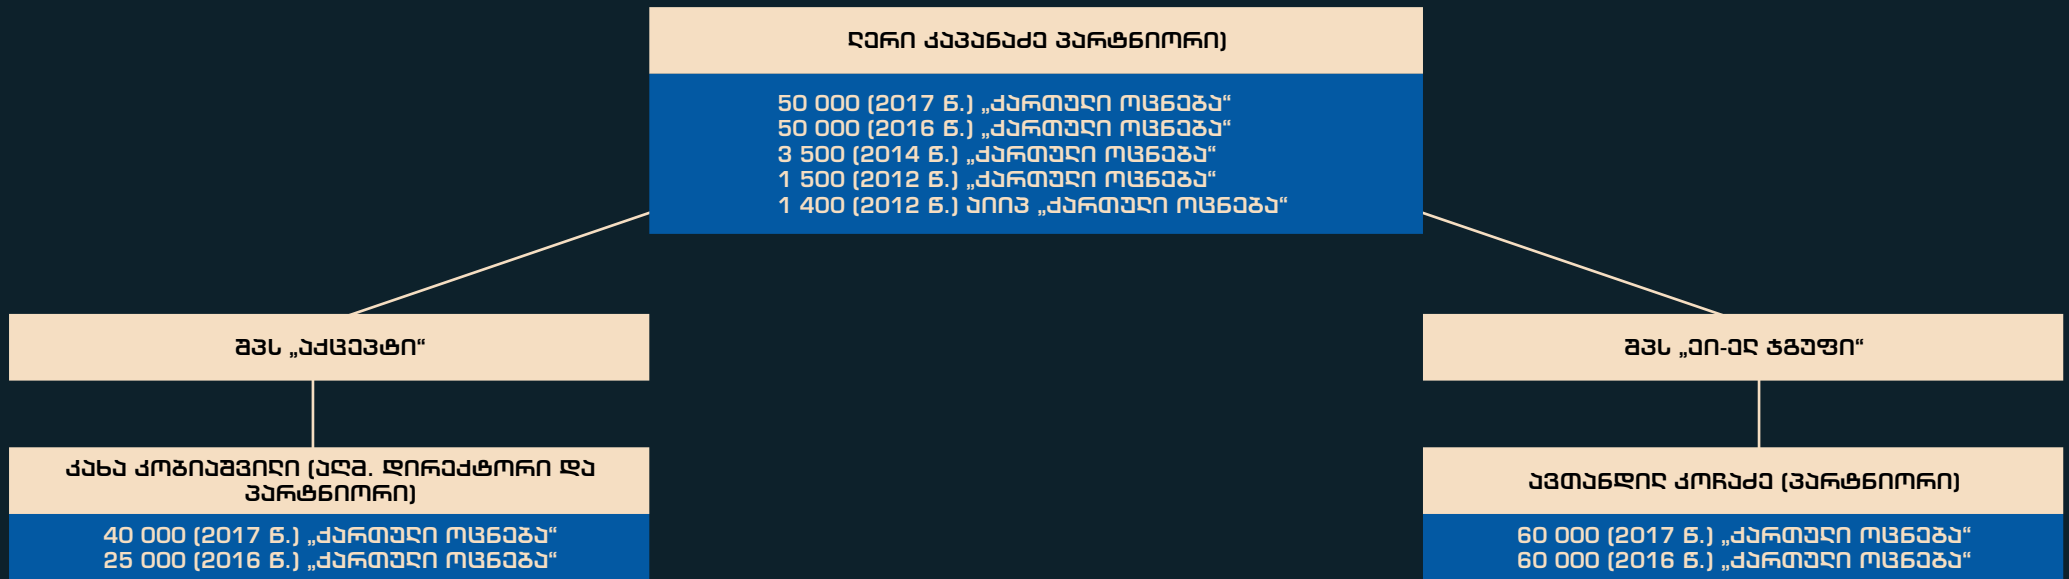 ლერი კაპანაძე პარტნიორი)
50 000 (2017 წ.) „ქართული ოცნება“
50 000 (2016 წ.) „ქართული ოცნება“
3 500 (2014 წ.) „ქართული ოცნება“
1 500 (2012 წ.) „ქართული ოცნება“
1 400 (2012 წ.) აიიპ „ქართული ოცნება“
შპს „აქცეპტი“
შპს „ეი-ელ ჯგუფი“
კახა კობიაშვილი (აღმ. დირექტორი და
პარტნიორი)
40 000 (2017 წ.) „ქართული ოცნება“
25 000 (2016 წ.) „ქართული ოცნება“
ავთანდილ კოჩაძე (პარტნიორი)
60 000 (2017 წ.) „ქართული ოცნება“
60 000 (2016 წ.) „ქართული ოცნება“